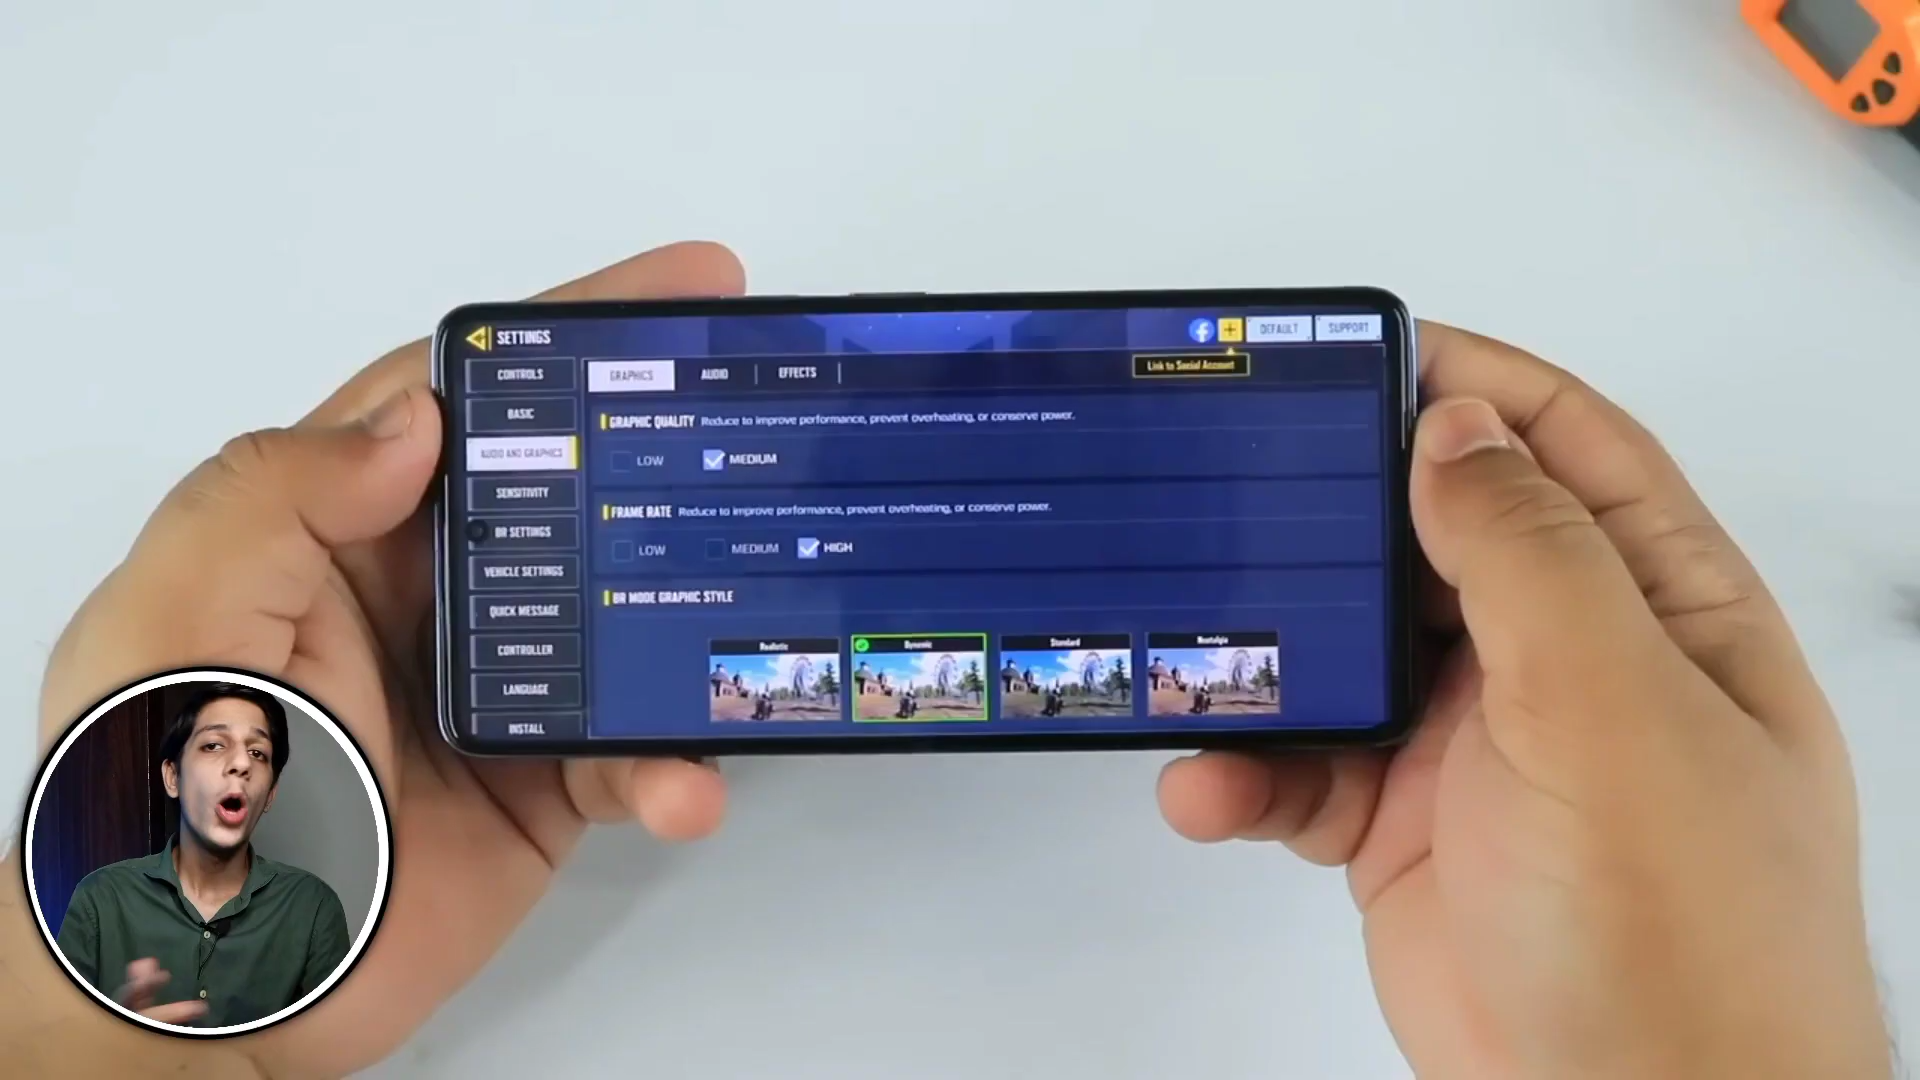 SETTINGS
DEFAULT
SUPPORT
Link to Social Account
CONTROLS
BASIC
AUDIO AND GRAPHICS
SENSITIVITY
BR SETTINGS
VEHICLE SETTINGS
QUICK MESSAGE
CONTROLLER
LANGUAGE
INSTALL
GRAPHICS
AUDIO
EFFECTS
GRAPHIC QUALITY Reduce to improve performance, prevent overheating, or conserve power.
LOW
MEDIUM
FRAME RATE Reduce to improve performance, prevent overheating, or conserve power.
LOW
MEDIUM
HIGH
BR MODE GRAPHIC STYLE
Realistic
Dynamic
Standard
Nostalgia